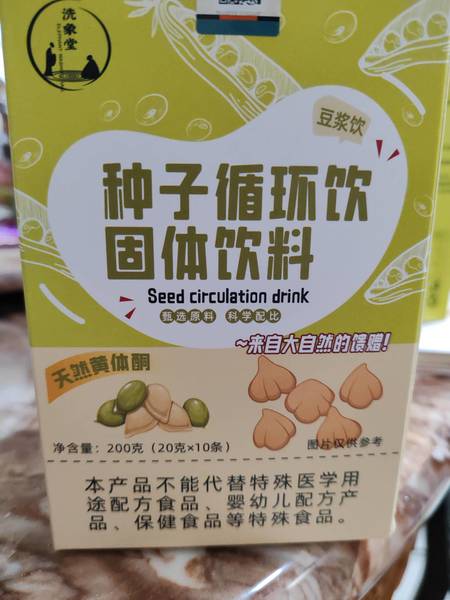 洗象堂
豆浆饮
种子循环饮
固体饮料
Seed circulation drink
甄选原料 科学配比
~来自大自然的馈赠!
天然黄体酮
净含量：200克（20克×10条）
图片仅供参考
本产品不能代替特殊医学用
途配方食品、婴幼儿配方产
品、保健食品等特殊食品。